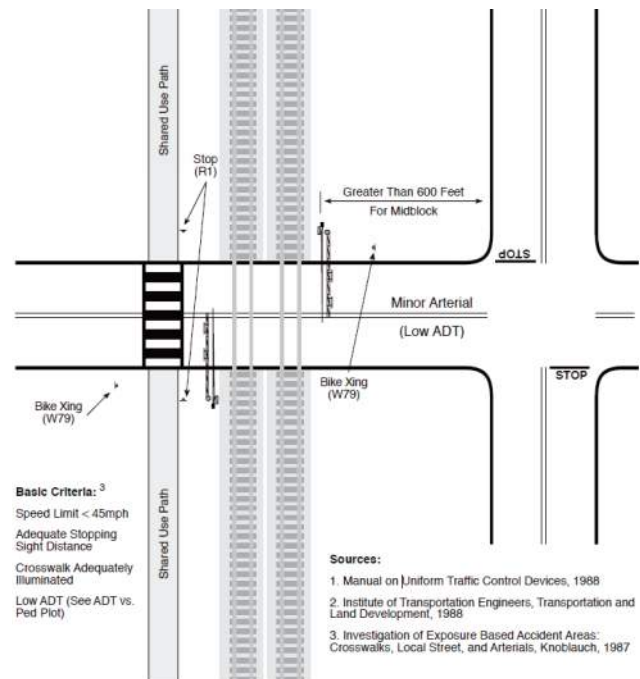 Shared Use Path
Stop
(R1)
Greater Than 600 Feet
For Midblock
STOP
Minor Arterial
(Low ADT)
STOP
Bike Xing
(W79)
Bike Xing
(W79)
Shared Use Path
Basic Criteria: 3
Speed Limit < 45mph
Adequate Stopping
Sight Distance
Crosswalk Adequately
Illuminated
Low ADT (See ADT vs.
Ped Plot)
Sources:
1. Manual on Uniform Traffic Control Devices, 1988
2. Institute of Transportation Engineers, Transportation and
Land Development, 1988
3. Investigation of Exposure Based Accident Areas:
Crosswalks, Local Street, and Arterials, Knoblauch, 1987